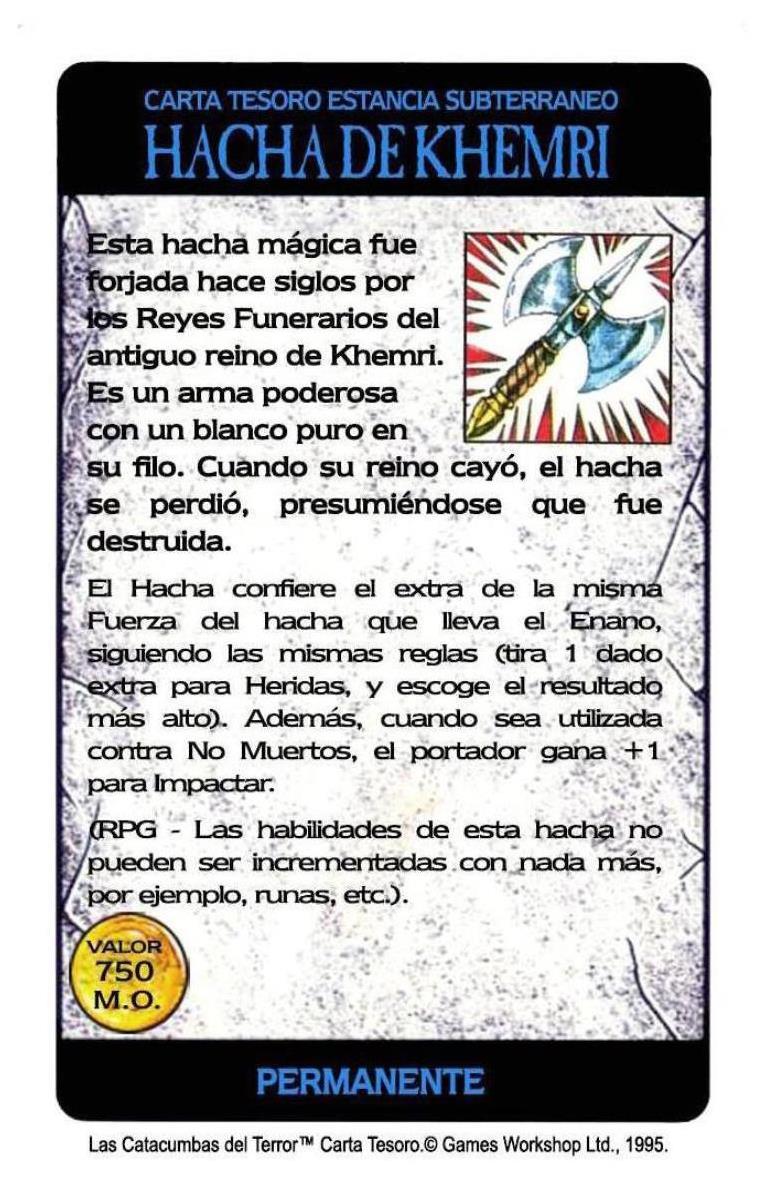 CARTA TESORO ESTANCIA SUBTERRANEO
HACHA DE KHEMRI
Esta hacha mágica fue
forjada hace siglos por
los Reyes Funerarios del
antiguo reino de Khemri.
Es un arma poderosa
con un blanco puro en
su filo. Cuando su reino cayó, el hacha
se perdió, presumiéndose que fue
destruida.
El Hacha confiere el extra de la misma
Fuerza del hacha que lleva el Enano,
siguiendo las mismas reglas (tira 1 dado
extra para Heridas, y escoge el resultado
más alto). Además, cuando sea utilizada
contra No Muertos, el portador gana +1
para Impactar.
(RPG - Las habilidades de esta hacha no
pueden ser incrementadas con nada más,
por ejemplo, runas, etc.).
VALOR
750
M.O.
PERMANENTE
Las Catacumbas del Terror™ Carta Tesoro.© Games Workshop Ltd., 1995.